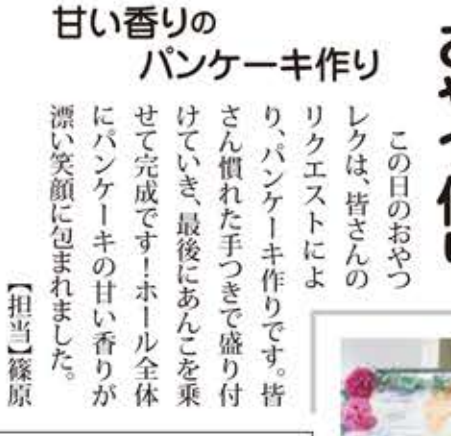 おやつ作り
甘い香りの
パンケーキ作り
この日のおやつ
レクは、皆さんの
リクエストによ
り、パンケーキ作りです。皆
さん慣れた手つきで盛り付
けていき、最後にあんこを乗
せて完成です！ホール全体
にパンケーキの甘い香りが
漂い笑顔に包まれました。
【担当】篠原